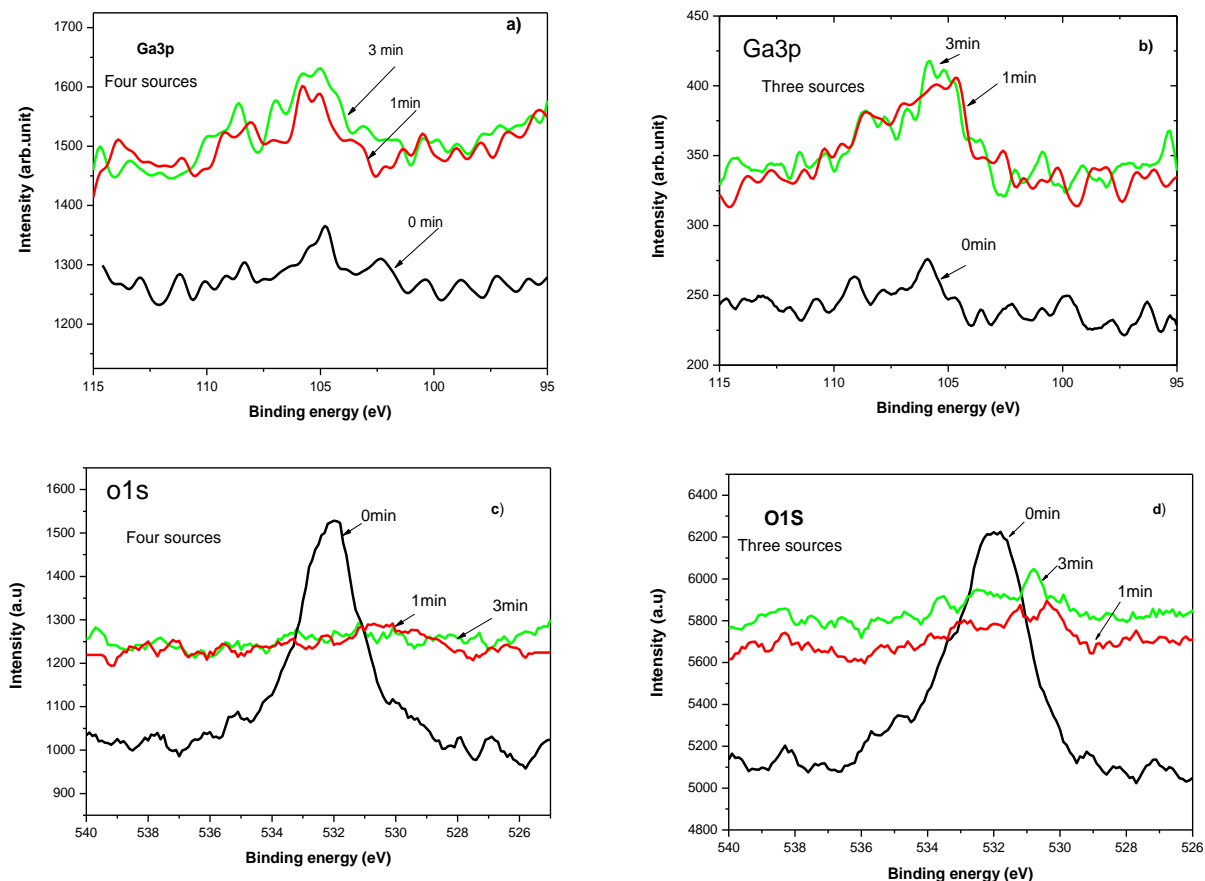 a)
Ga3p
Four sources
3 min
1min
0 min
1700
1600
1500
1400
1300
1200
Intensity (arb.unit)
115
110
105
100
95
Binding energy (eV)
b)
Ga3p
Three sources
3min
1min
0min
450
400
350
300
250
200
Intensity (arb.unit)
115
110
105
100
95
Binding energy (eV)
o1s
c)
Four sources
0min
1min
3min
1600
1500
1400
1300
1200
1100
1000
900
Intensity (a.u)
540
538
536
534
532
530
528
526
Binding energy (eV)
O1S
d)
Three sources
0min
3min
1min
6400
6200
6000
5800
5600
5400
5200
5000
4800
Intensity (a.u)
540
538
536
534
532
530
528
526
Binding energy (eV)